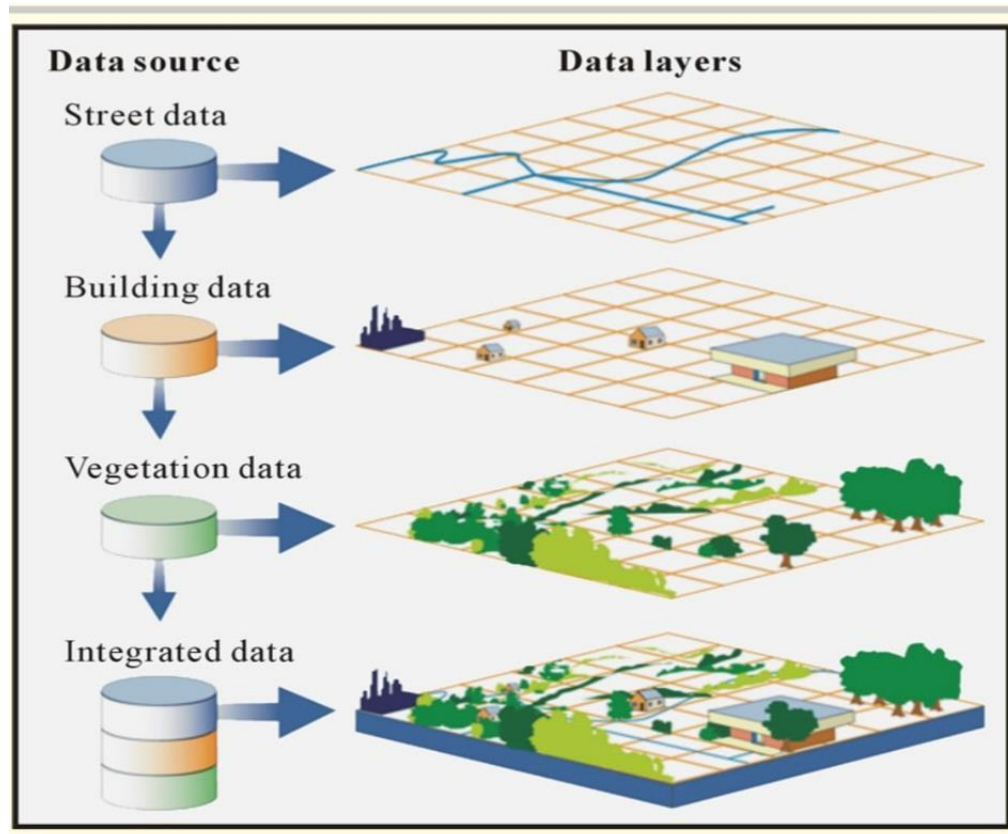 Data source
Data layers
Street data
Building data
Vegetation data
Integrated data